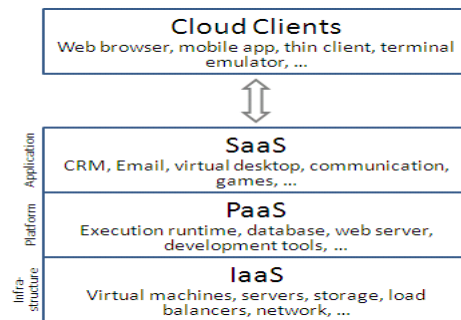 Cloud Clients
Web browser, mobile app, thin client, terminal
emulator, ...
Application
SaaS
CRM, Email, virtual desktop, communication,
games, ...
Platform
PaaS
Execution runtime, database, web server,
development tools, ...
Infra-
structure
IaaS
Virtual machines, servers, storage, load
balancers, network, ...